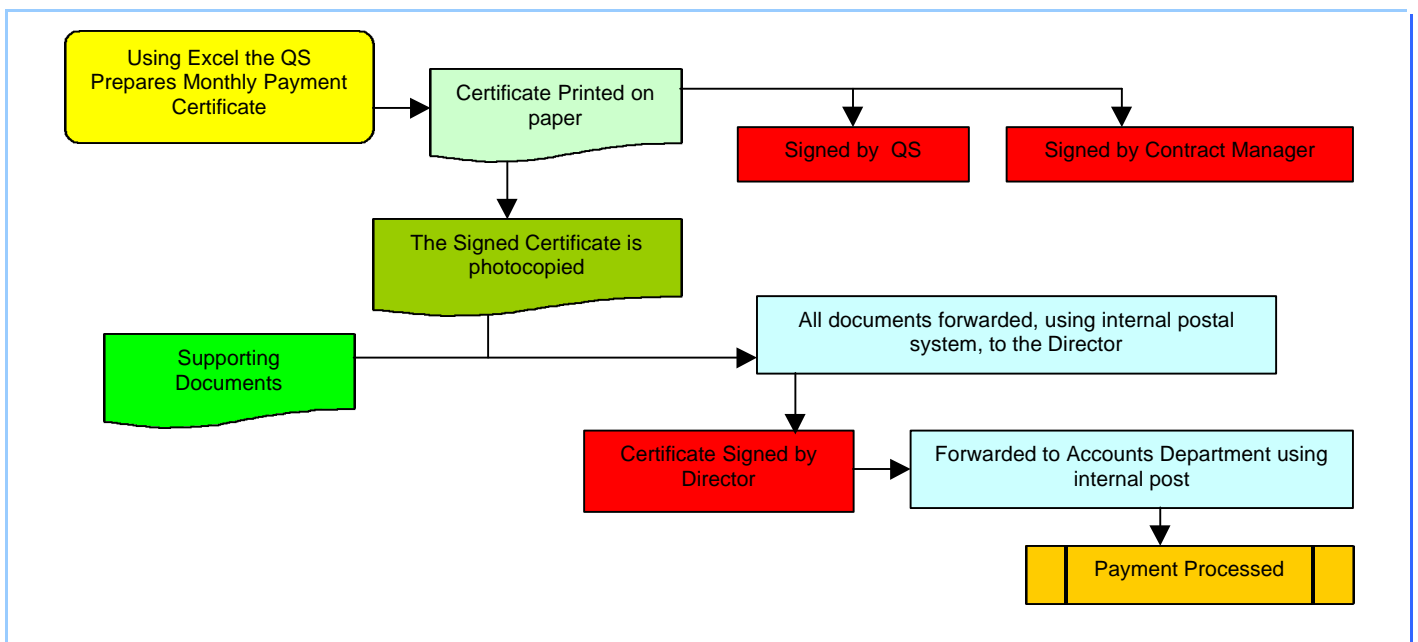 Using Excel the QS
Prepares Monthly Payment
Certificate
Certificate Printed on
paper
Signed by QS
Signed by Contract Manager
The Signed Certificate is
photocopied
Supporting
Documents
All documents forwarded, using internal postal
system, to the Director
Certificate Signed by
Director
Forwarded to Accounts Department using
internal post
Payment Processed